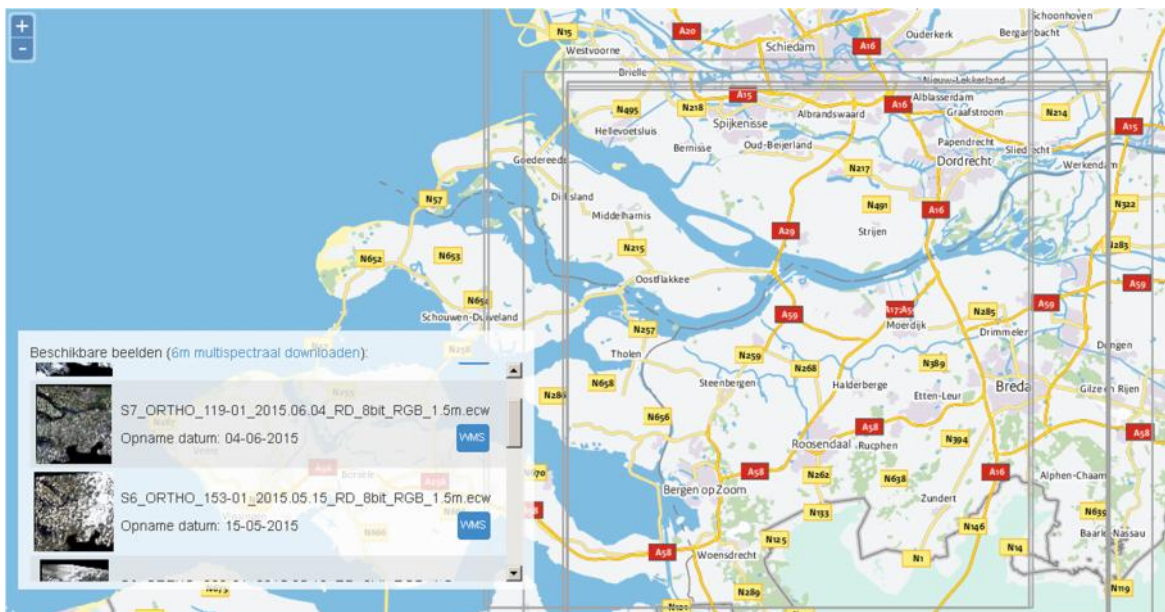 +
-
N15
A20
Schiedam
A16
Ouderkerk
Schoonhoven
Bergambacht
Westvoorne
Brielle
Nieuw-Lekkerland
N495
N218
A15
A16
Alblasserdam
Graafstroom
N214
A15
Hellevoetsluis
Spijkenisse
Albrandswaard
Bernisse
Oud-Beijerland
Papendrecht
Sliedrecht
Goedereede
Dordrecht
Werkendam
N217
N57
Dirksland
Middelharnis
N491
A16
N322
Strijen
A29
N215
N283
N652
N653
Oostflakkee
A59
N654
Schouwen-Duiveland
A59
Moerdijk
N285
A59
Drimmelen
Dongen
N257
Tholen
N259
N268
N389
N658
Steenbergen
Halderberge
Breda
Etten-Leur
Gilze en Rijen
N656
A58
A58
Roosendaal
Rucphen
N394
Bergen op Zoom
A58
N262
N638
A16
Alphen-Chaam
Zundert
N133
N146
N639
Baarle-Nassau
N125
A58
Woensdrecht
N1
N14
N289
N119
Beschikbare beelden (6m multispectraal downloaden):
S7_ORTHO_119-01_2015.06.04_RD_8bit_RGB_1.5m.ecw
Opname datum: 04-06-2015
WMS
S6_ORTHO_153-01_2015.05.15_RD_8bit_RGB_1.5m.ecw
Opname datum: 15-05-2015
WMS